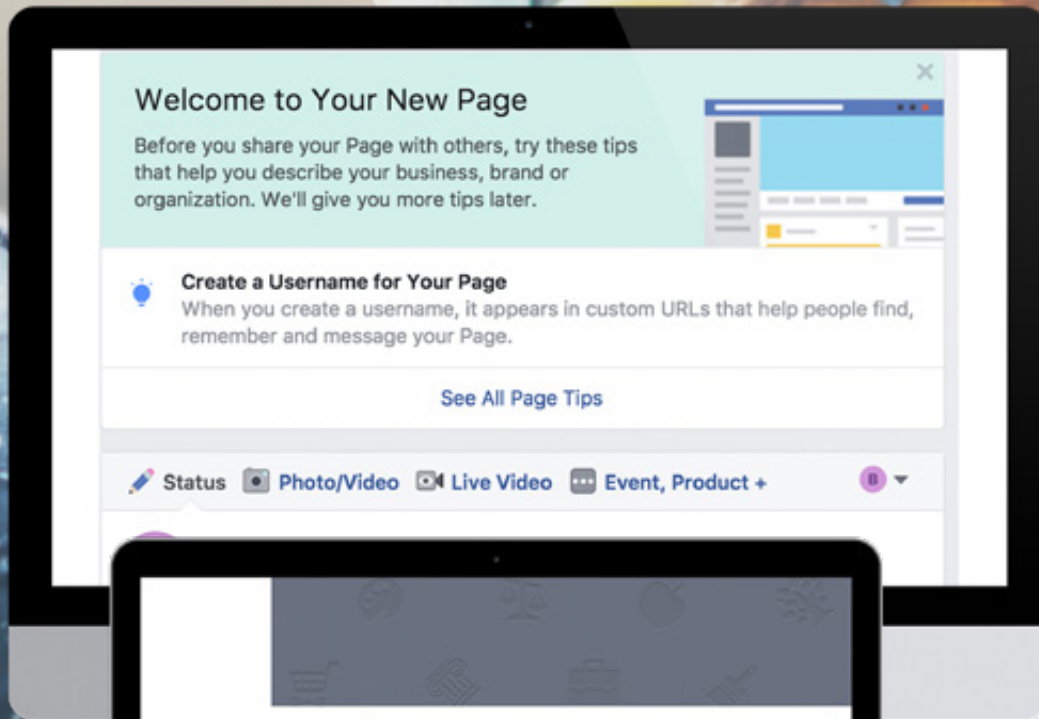 Welcome to Your New Page
Before you share your Page with others, try these tips
that help you describe your business, brand or
organization. We'll give you more tips later.
Create a Username for Your Page
When you create a username, it appears in custom URLs that help people find,
remember and message your Page.
See All Page Tips
Status Photo/Video Live Video Event, Product + B